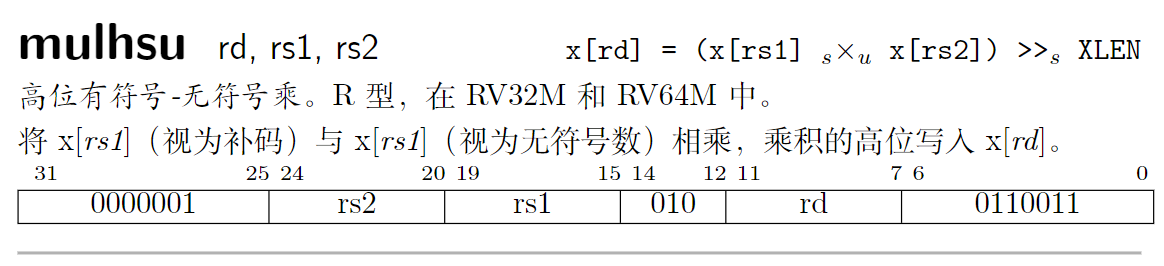 mulhsu rd, rs1, rs2 x[rd] = (x[rs1] s×u x[rs2]) >>s XLEN
高位有符号-无符号乘。R 型，在 RV32M 和 RV64M 中。
将 x[rs1]（视为补码）与 x[rs1]（视为无符号数）相乘，乘积的高位写入 x[rd]。
31 25 24 20 19 15 14 12 11 7 6 0
0000001 rs2 rs1 010 rd 0110011